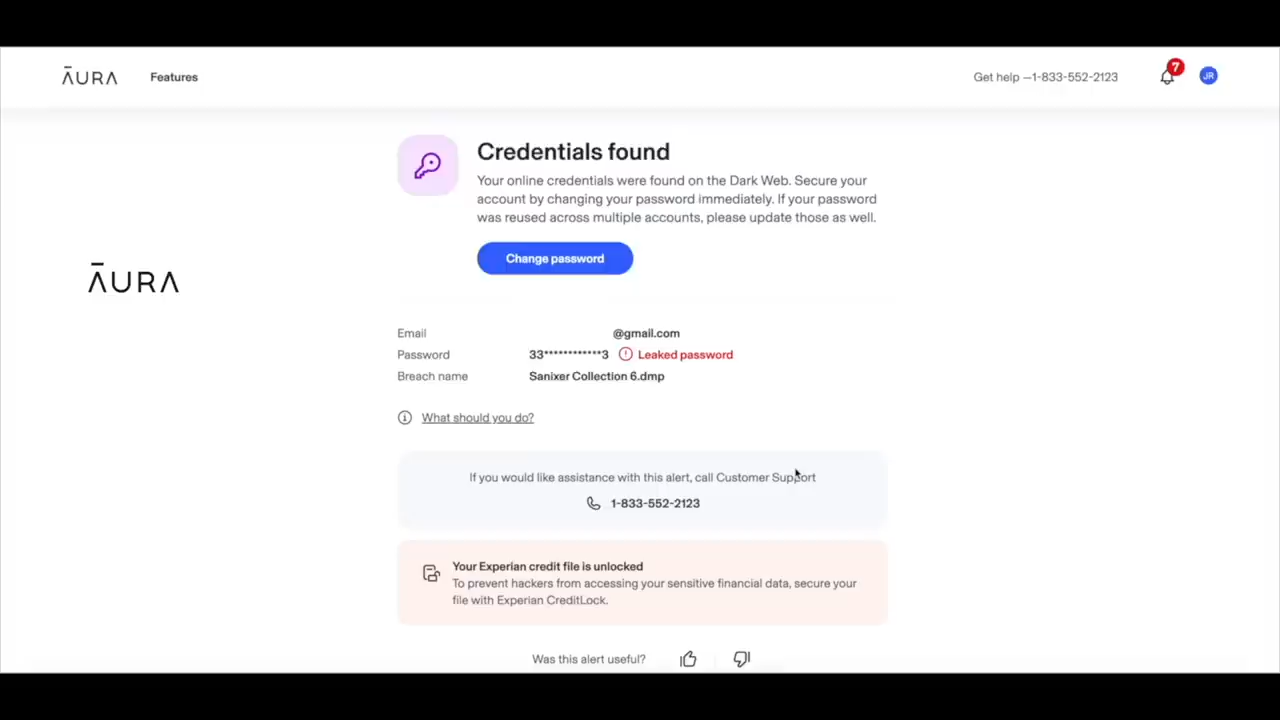 ĀURA
Features
Get help –1-833-552-2123
7
JR
Credentials found
Your online credentials were found on the Dark Web. Secure your
account by changing your password immediately. If your password
was reused across multiple accounts, please update those as well.
Change password
ĀURA
Email @gmail.com
Password 33************3 Leaked password
Breach name Sanixer Collection 6.dmp
What should you do?
If you would like assistance with this alert, call Customer Support
1-833-552-2123
Your Experian credit file is unlocked
To prevent hackers from accessing your sensitive financial data, secure your
file with Experian CreditLock.
Was this alert useful?